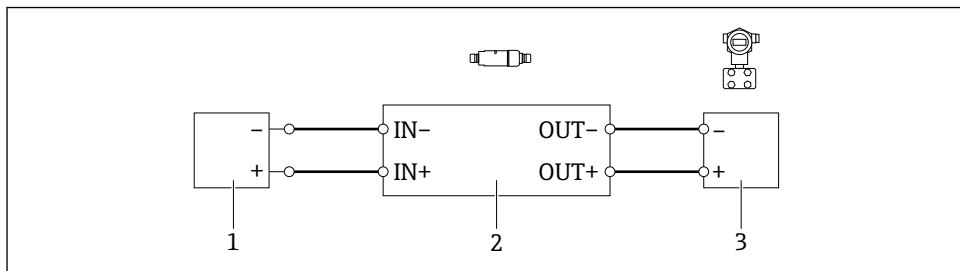 − IN− OUT− −
+ IN+ OUT+ +
1 2 3